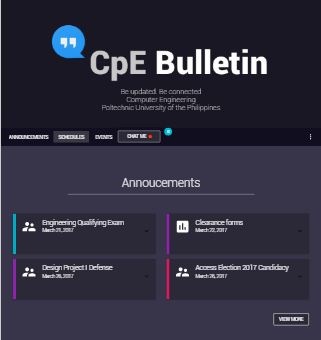 CpE Bulletin
Be updated. Be connected
Computer Engineering
Polytechnic University of the Philippines
ANNOUNCEMENTS SCHEDULES EVENTS CHAT ME
Annoucements
Engineering Qualifying Exam
March 21, 2017
Clearance forms
March 22, 2017
Design Project I Defense
March 28, 2017
Access Election 2017 Candidacy
March 28, 2017
VIEW MORE